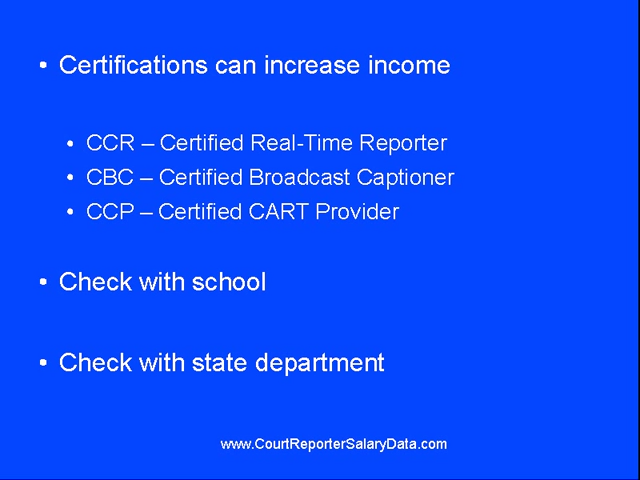 • Certifications can increase income
• CCR – Certified Real-Time Reporter
• CBC – Certified Broadcast Captioner
• CCP – Certified CART Provider
• Check with school
• Check with state department
www.CourtReporterSalaryData.com